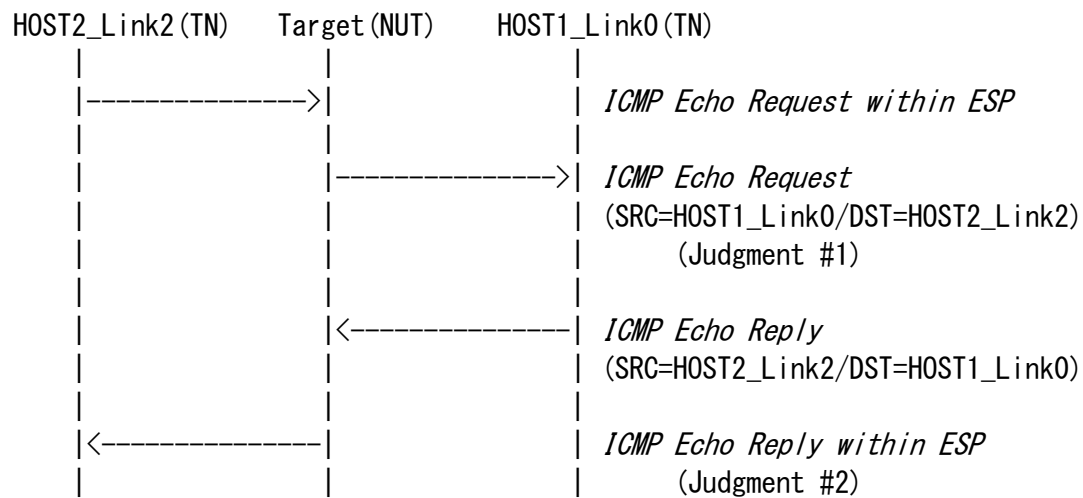 HOST2_Link2(TN) Target(NUT) HOST1_Link0(TN)
ICMP Echo Request within ESP
ICMP Echo Request
(SRC=HOST1_Link0/DST=HOST2_Link2)
(Judgment #1)
ICMP Echo Reply
(SRC=HOST2_Link2/DST=HOST1_Link0)
ICMP Echo Reply within ESP
(Judgment #2)